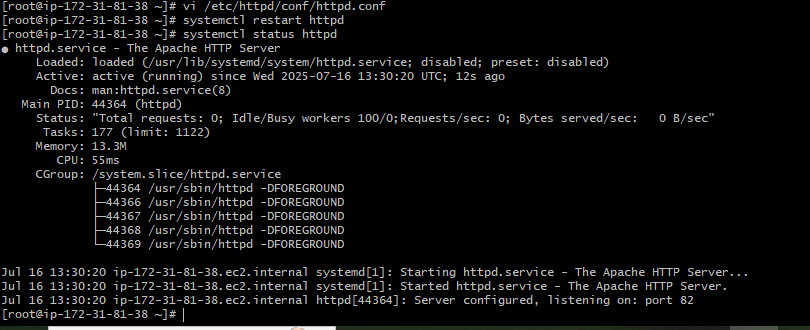 [root@ip-172-31-81-38 ~]# vi /etc/httpd/conf/httpd.conf
[root@ip-172-31-81-38 ~]# systemctl restart httpd
[root@ip-172-31-81-38 ~]# systemctl status httpd
● httpd.service - The Apache HTTP Server
     Loaded: loaded (/usr/lib/systemd/system/httpd.service; disabled; preset: disabled)
     Active: active (running) since Wed 2025-07-16 13:30:20 UTC; 12s ago
       Docs: man:httpd.service(8)
   Main PID: 44364 (httpd)
     Status: "Total requests: 0; Idle/Busy workers 100/0;Requests/sec: 0; Bytes served/sec:   0 B/sec"
      Tasks: 177 (limit: 1122)
     Memory: 13.3M
        CPU: 55ms
     CGroup: /system.slice/httpd.service
             ├─44364 /usr/sbin/httpd -DFOREGROUND
             ├─44366 /usr/sbin/httpd -DFOREGROUND
             ├─44367 /usr/sbin/httpd -DFOREGROUND
             ├─44368 /usr/sbin/httpd -DFOREGROUND
             └─44369 /usr/sbin/httpd -DFOREGROUND
Jul 16 13:30:20 ip-172-31-81-38.ec2.internal systemd[1]: Starting httpd.service - The Apache HTTP Server...
Jul 16 13:30:20 ip-172-31-81-38.ec2.internal systemd[1]: Started httpd.service - The Apache HTTP Server.
Jul 16 13:30:20 ip-172-31-81-38.ec2.internal httpd[44364]: Server configured, listening on: port 82
[root@ip-172-31-81-38 ~]#